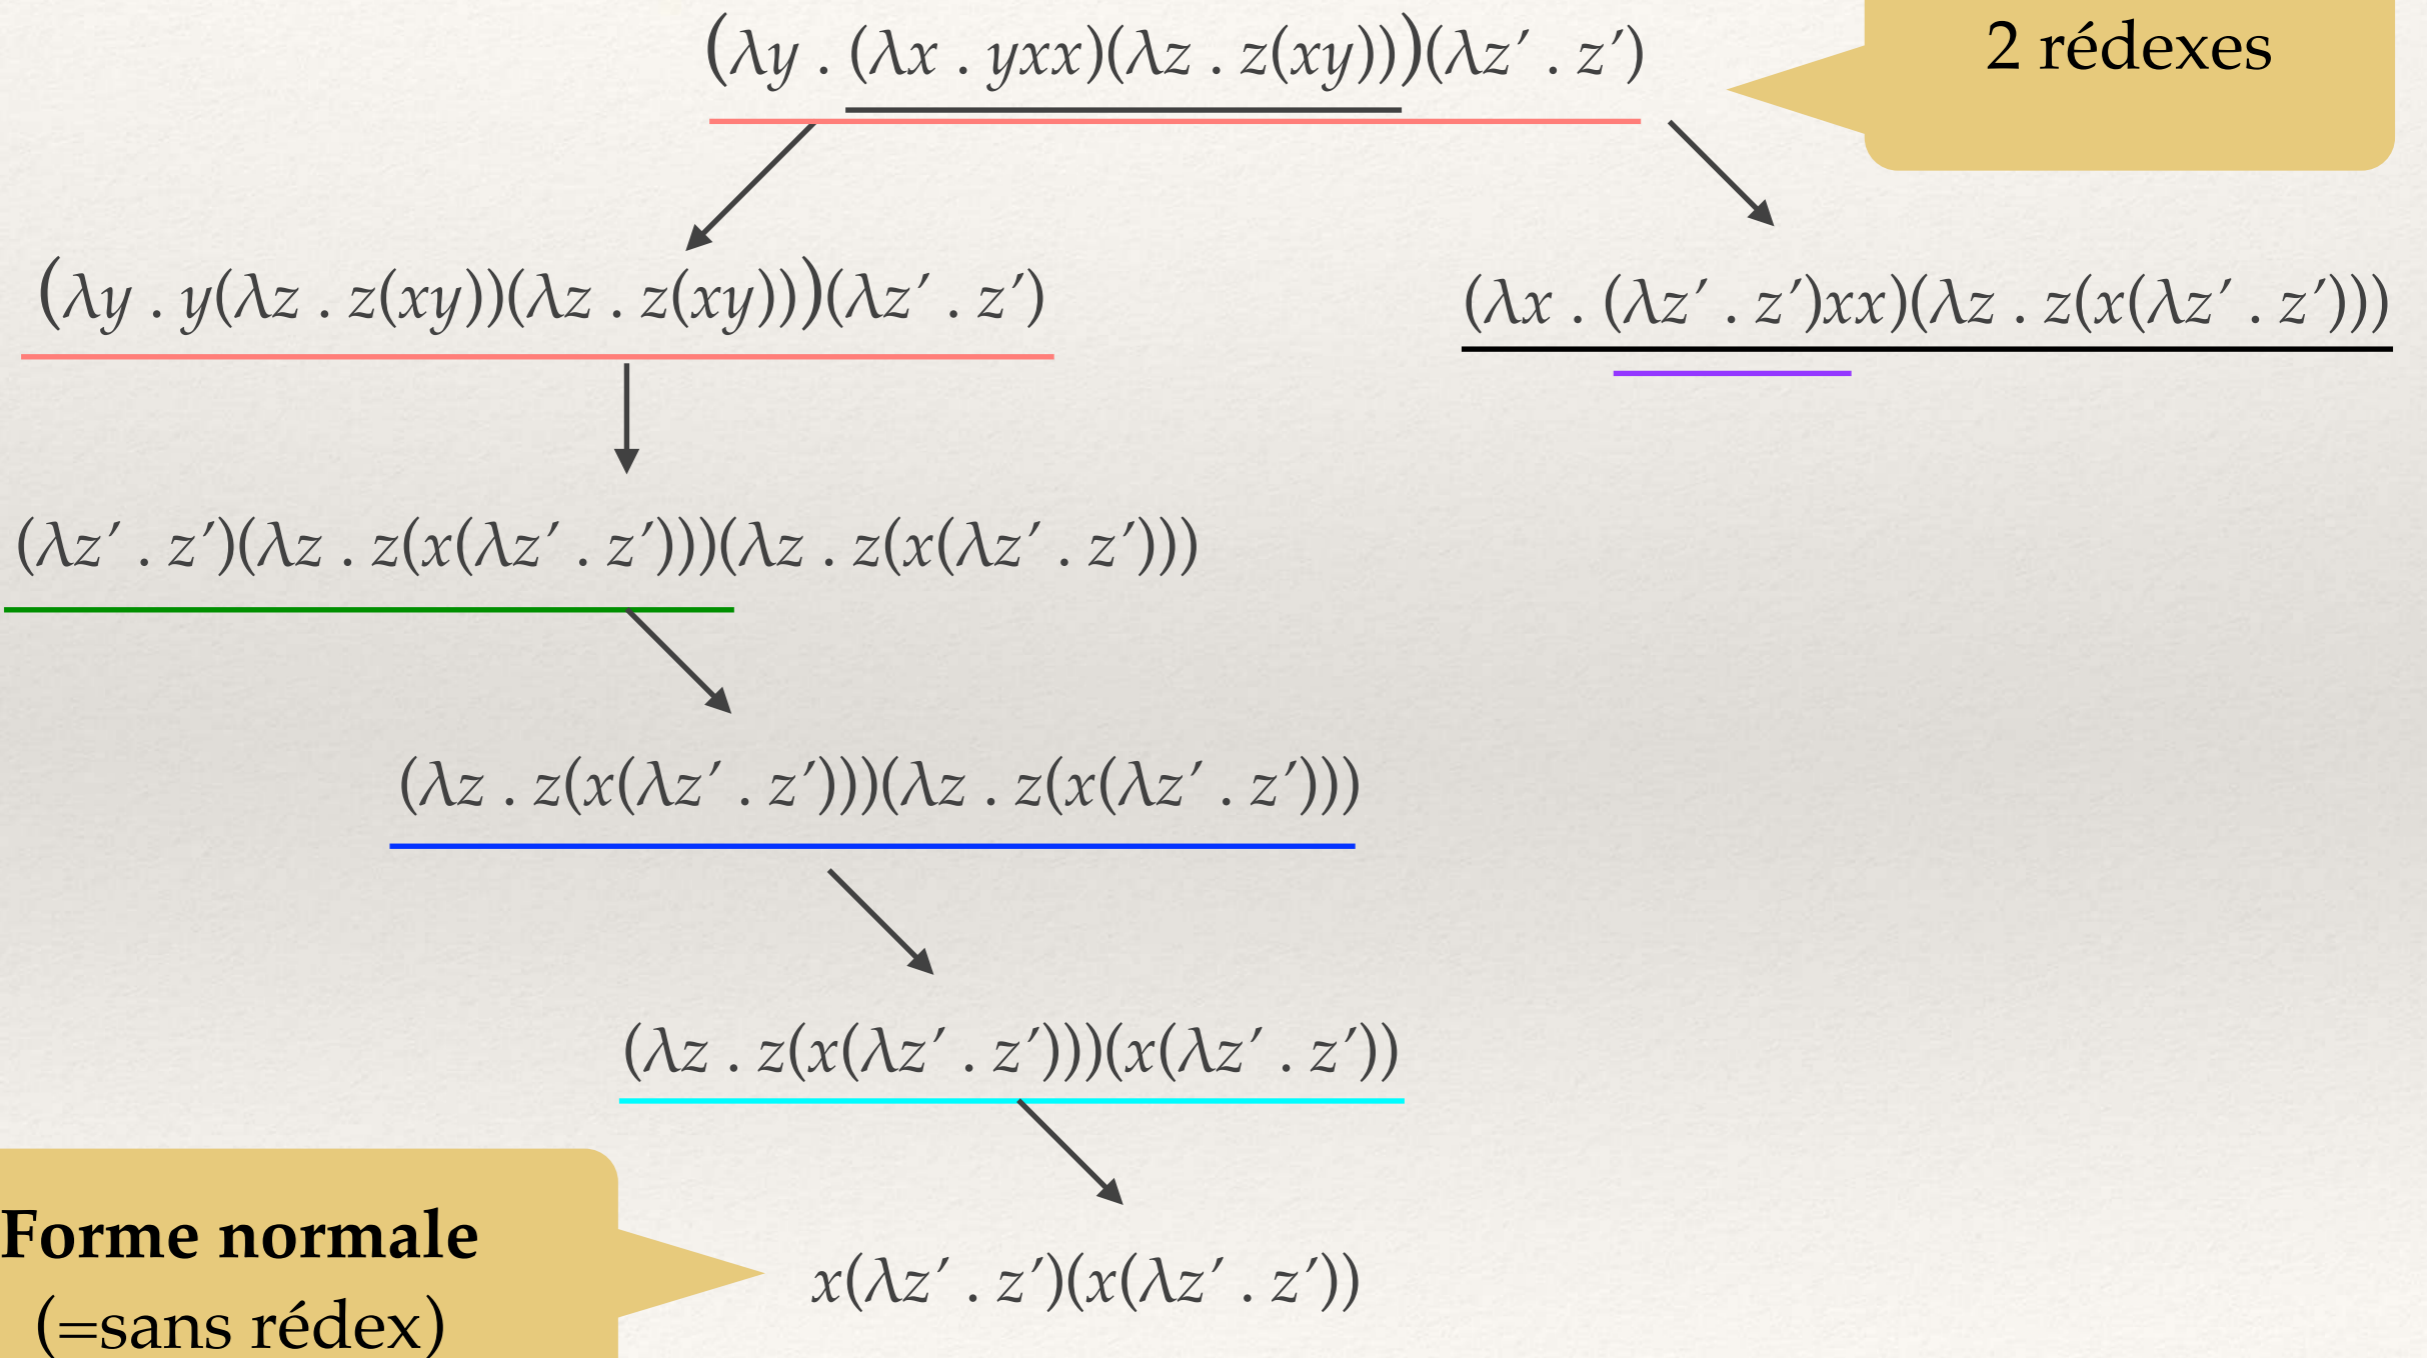 (λy . (λx . yxx)(λz . z(xy)))(λz′ . z′)
2 rédexes
(λy . y(λz . z(xy))(λz . z(xy)))(λz′ . z′)
(λx . (λz′ . z′)xx)(λz . z(x(λz′ . z′)))
(λz′ . z′)(λz . z(x(λz′ . z′)))(λz . z(x(λz′ . z′)))
(λz . z(x(λz′ . z′)))(λz . z(x(λz′ . z′)))
(λz . z(x(λz′ . z′)))(x(λz′ . z′))
Forme normale
(=sans rédex)
x(λz′ . z′)(x(λz′ . z′))